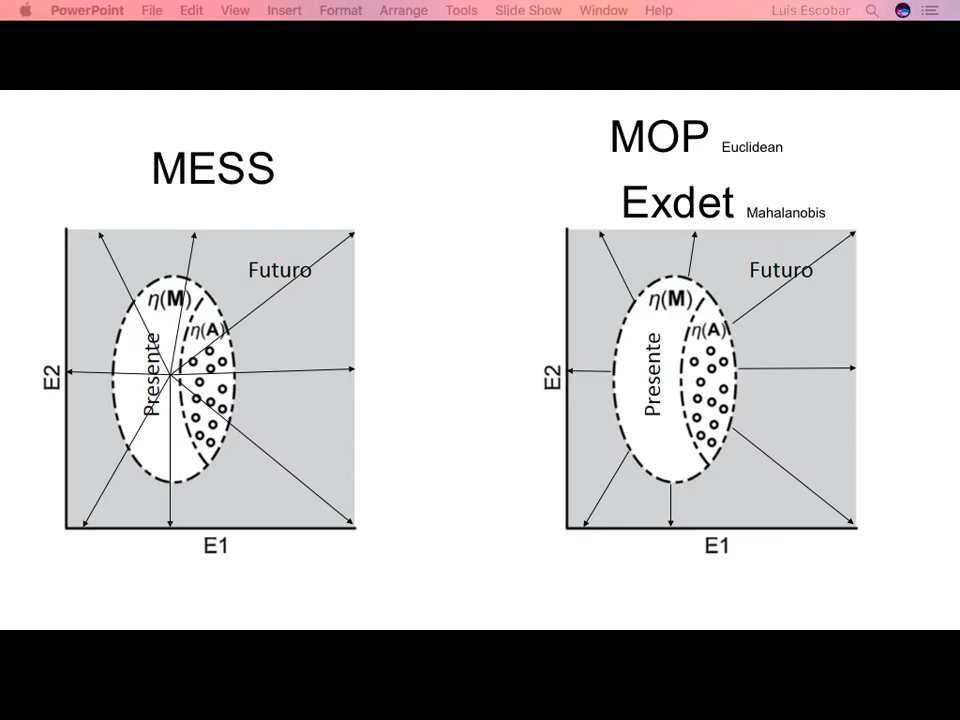 PowerPoint File Edit View Insert Format Arrange Tools Slide Show Window Help Luis Escobar
MESS
Futuro
η(M)
η(A)
Presente
E2
E1
MOP Euclidean
Exdet Mahalanobis
Futuro
η(M)
η(A)
Presente
E2
E1